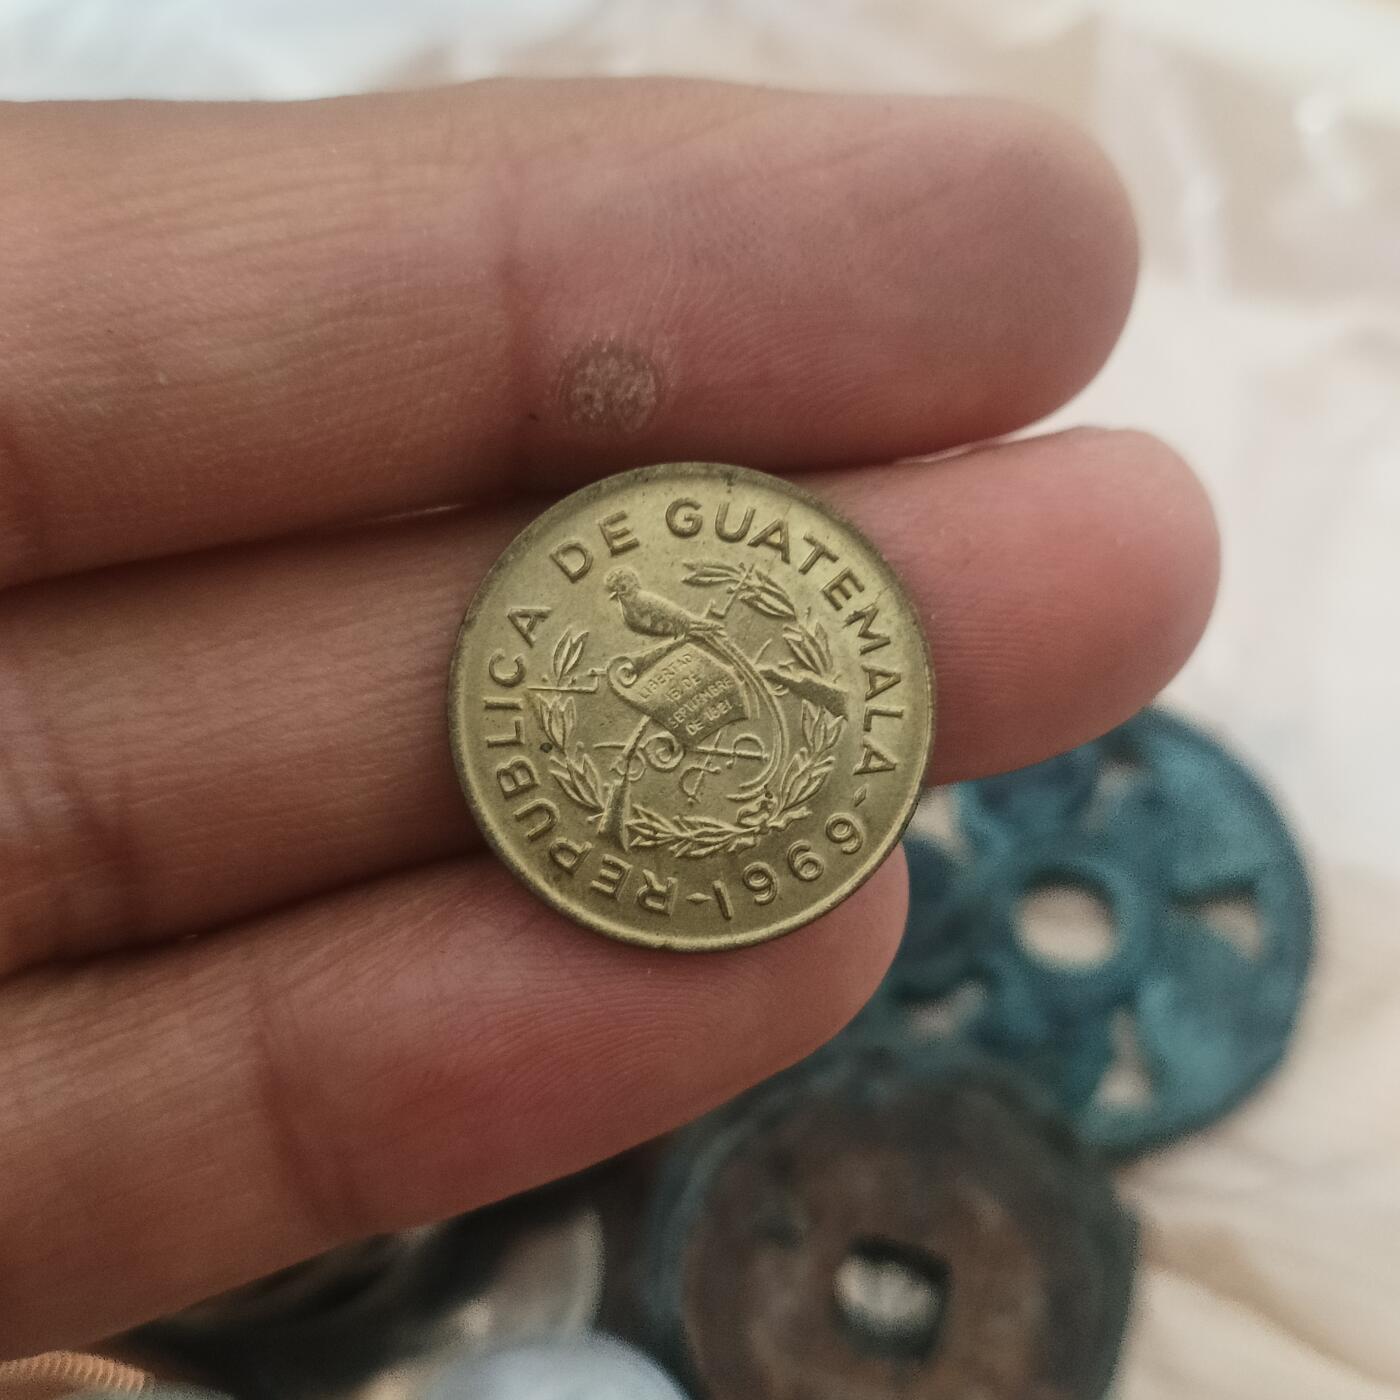 REPUBLICA DE GUATEMALA
1969
LIBERTAD
15 DE
SEPTIEMBRE
DE 1821